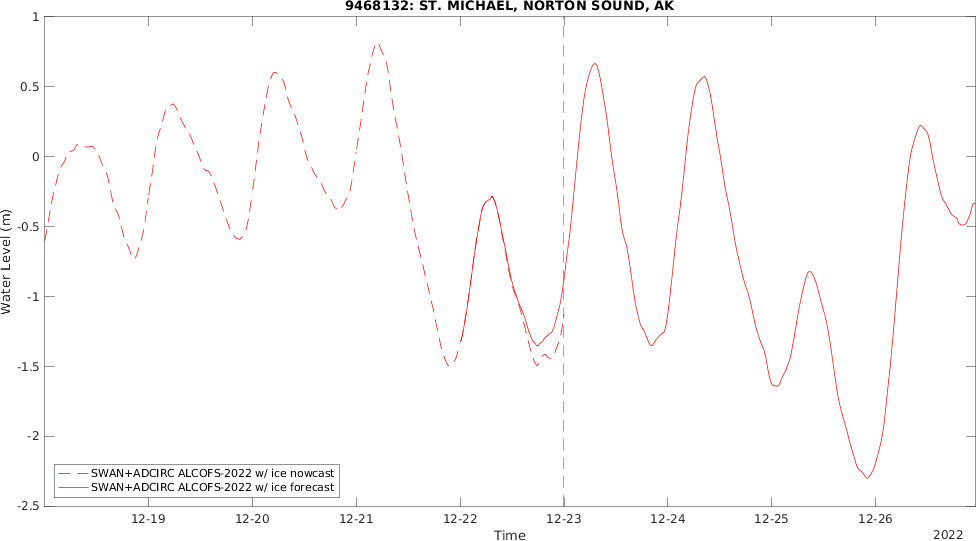 9468132: ST. MICHAEL, NORTON SOUND, AK
Water Level (m)
1
0.5
0
-0.5
-1
-1.5
-2
-2.5
SWAN+ADCIRC ALCOFS-2022 w/ ice nowcast
SWAN+ADCIRC ALCOFS-2022 w/ ice forecast
12-19 12-20 12-21 12-22 12-23 12-24 12-25 12-26
Time
2022